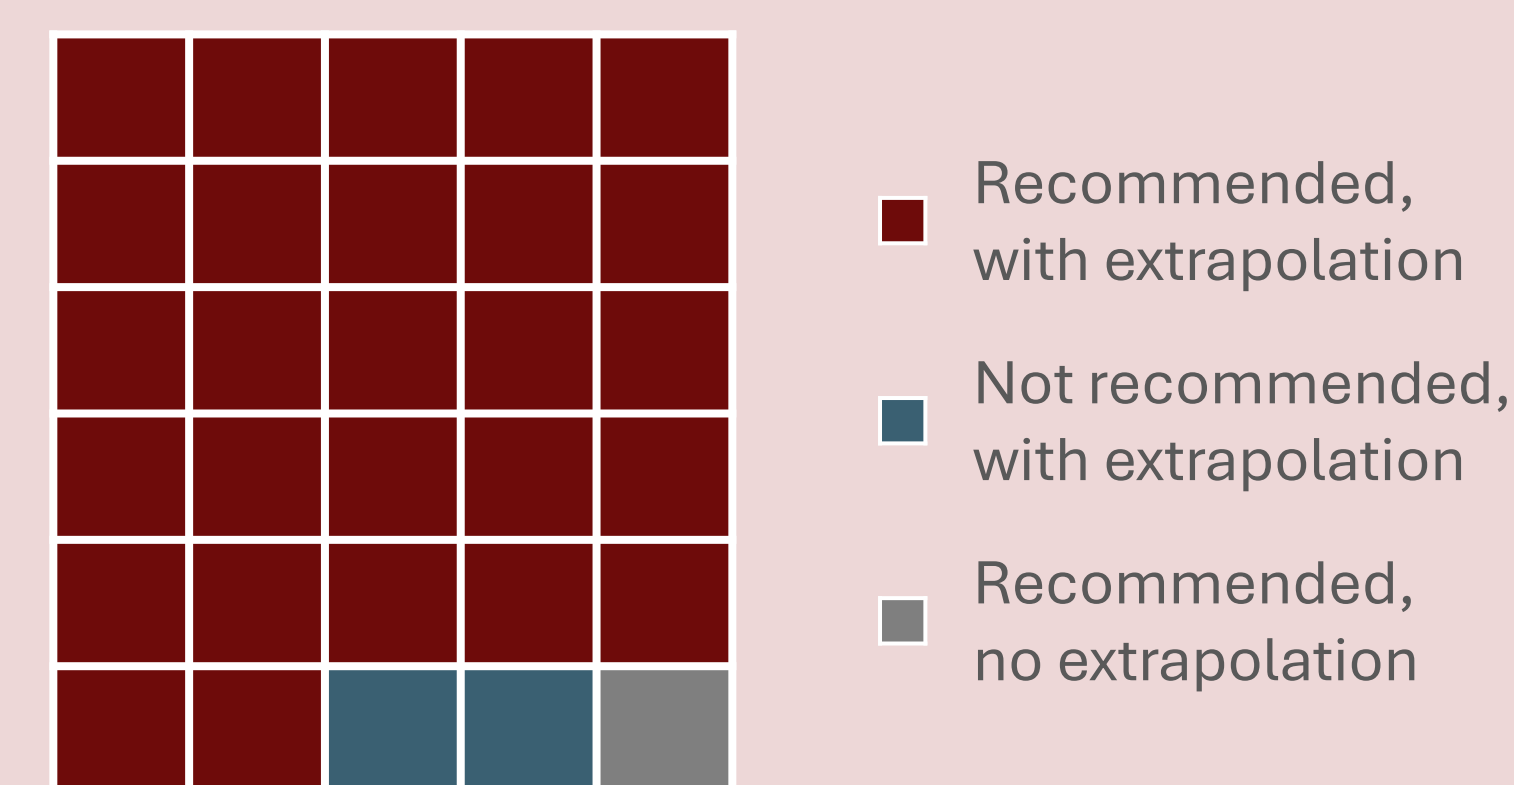 Recommended,
with extrapolation
Not recommended,
with extrapolation
Recommended,
no extrapolation